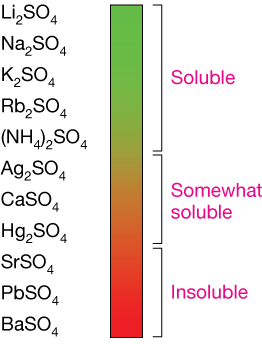 Li₂SO₄
Na₂SO₄
K₂SO₄
Rb₂SO₄
(NH₄)₂SO₄
Ag₂SO₄
CaSO₄
Hg₂SO₄
SrSO₄
PbSO₄
BaSO₄
Soluble
Somewhat
soluble
Insoluble